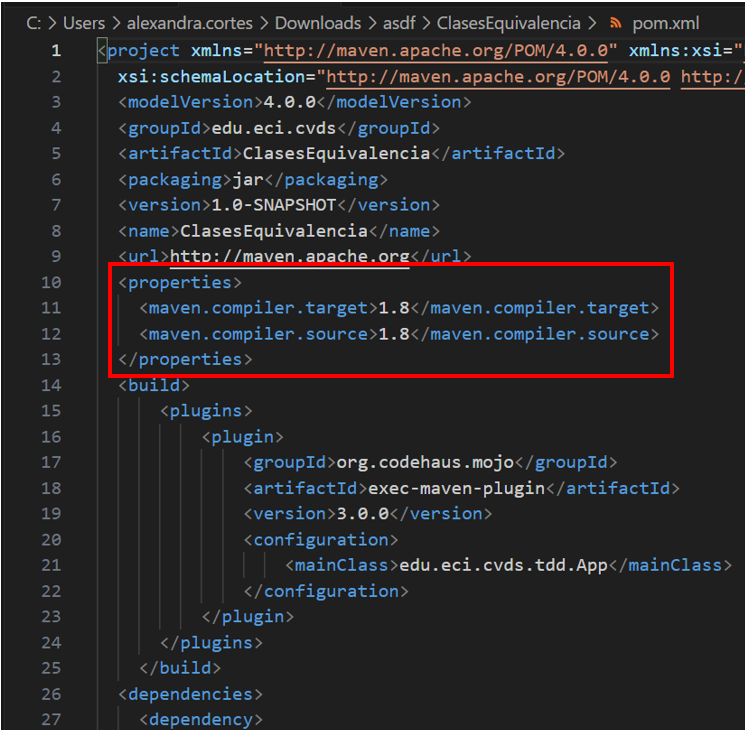 C: > Users > alexandra.cortes > Downloads > asdf > ClasesEquivalencia > pom.xml
1 <project xmlns="http://maven.apache.org/POM/4.0.0" xmlns:xsi="
2 xsi:schemaLocation="http://maven.apache.org/POM/4.0.0 http:/
3 <modelVersion>4.0.0</modelVersion>
4 <groupId>edu.eci.cvds</groupId>
5 <artifactId>ClasesEquivalencia</artifactId>
6 <packaging>jar</packaging>
7 <version>1.0-SNAPSHOT</version>
8 <name>ClasesEquivalencia</name>
9 <url>http://maven.apache.org</url>
10 <properties>
11 <maven.compiler.target>1.8</maven.compiler.target>
12 <maven.compiler.source>1.8</maven.compiler.source>
13 </properties>
14 <build>
15 <plugins>
16 <plugin>
17 <groupId>org.codehaus.mojo</groupId>
18 <artifactId>exec-maven-plugin</artifactId>
19 <version>3.0.0</version>
20 <configuration>
21 <mainClass>edu.eci.cvds.tdd.App</mainClass>
22 </configuration>
23 </plugin>
24 </plugins>
25 </build>
26 <dependencies>
27 <dependency>